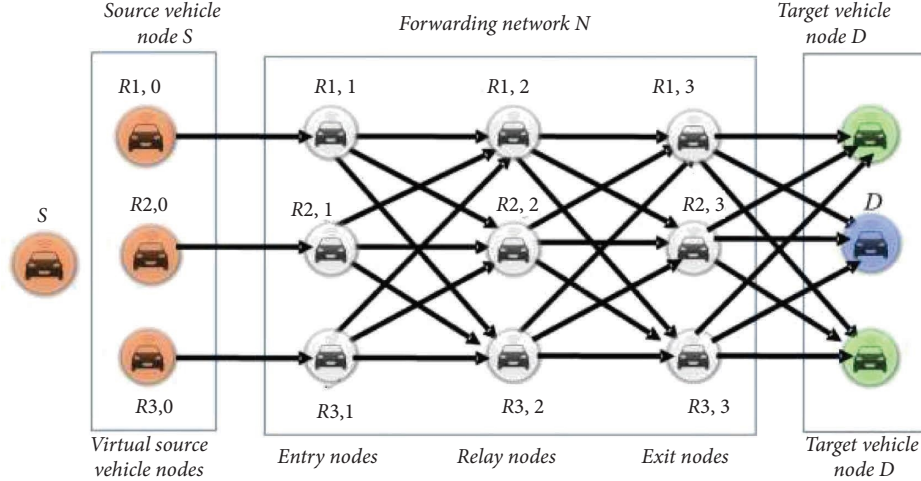 Source vehicle
node S
Forwarding network N
Target vehicle
node D
R1, 0
R1, 1
R1, 2
R1, 3
S
R2,0
R2, 1
R2, 2
R2, 3
D
R3,0
R3,1
R3, 2
R3, 3
Virtual source
vehicle nodes
Entry nodes
Relay nodes
Exit nodes
Target vehicle
node D